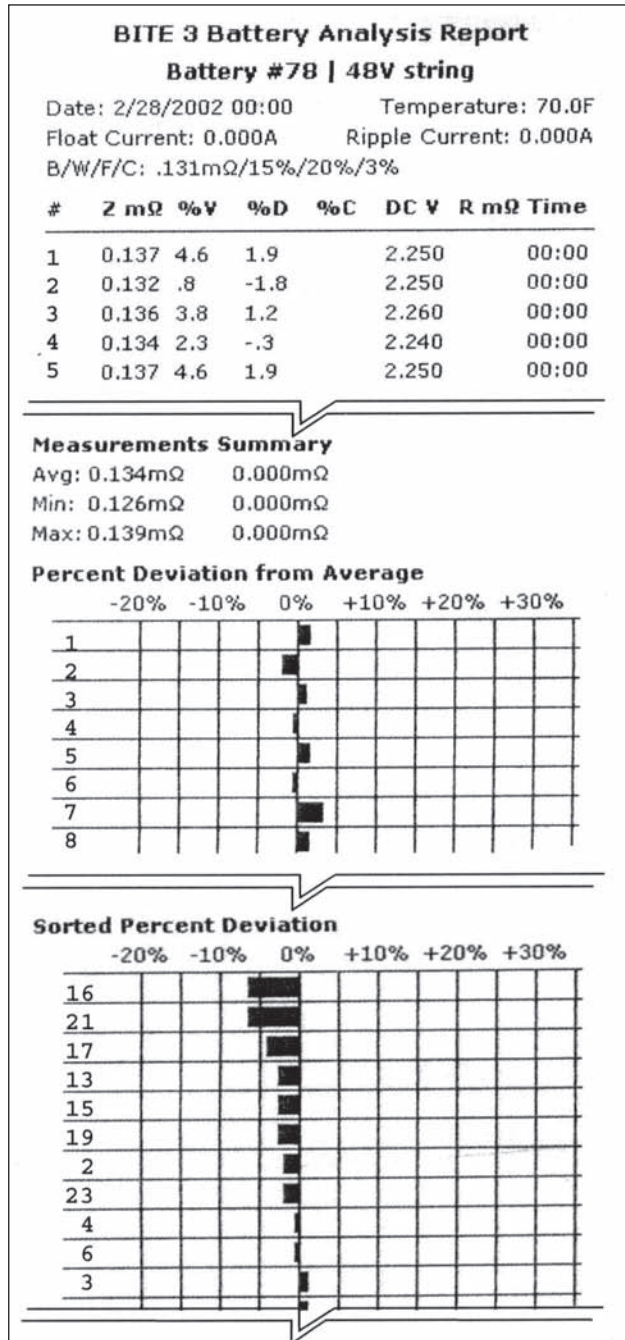 BITE 3 Battery Analysis Report
Battery #78 | 48V string
Date: 2/28/2002 00:00 Temperature: 70.0F
Float Current: 0.000A Ripple Current: 0.000A
B/W/F/C: .131mΩ/15%/20%/3%
# Z mΩ %V %D %C DC V R mΩ Time
1 0.137 4.6 1.9 2.250 00:00
2 0.132 .8 -1.8 2.250 00:00
3 0.136 3.8 1.2 2.260 00:00
4 0.134 2.3 -.3 2.240 00:00
5 0.137 4.6 1.9 2.250 00:00
Measurements Summary
Avg: 0.134mΩ 0.000mΩ
Min: 0.126mΩ 0.000mΩ
Max: 0.139mΩ 0.000mΩ
Percent Deviation from Average
-20% -10% 0% +10% +20% +30%
1
2
3
4
5
6
7
8
Sorted Percent Deviation
-20% -10% 0% +10% +20% +30%
16
21
17
13
15
19
2
23
4
6
3